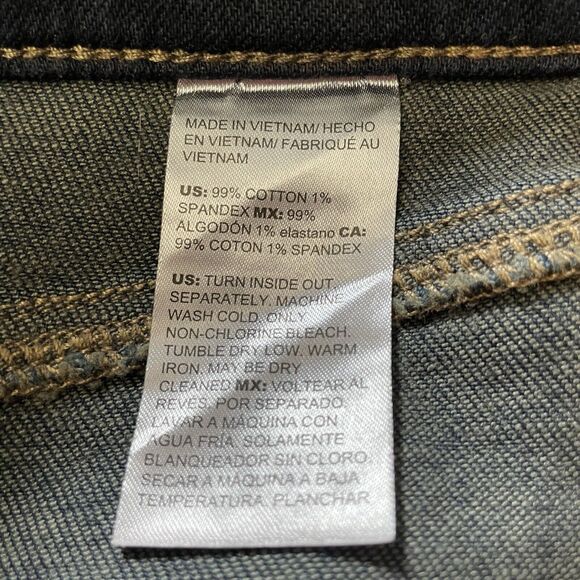 MADE IN VIETNAM/ HECHO
EN VIETNAM/ FABRIQUÉ AU
VIETNAM
US: 99% COTTON 1%
SPANDEX MX: 99%
ALGODÓN 1% elastano CA:
99% COTON 1% SPANDEX
US: TURN INSIDE OUT.
SEPARATELY. MACHINE
WASH COLD. ONLY
NON-CHLORINE BLEACH.
TUMBLE DRY LOW. WARM
IRON. MAY BE DRY
CLEANED MX: VOLTEAR AL
REVES. POR SEPARADO.
LAVAR A MÁQUINA CON
AGUA FRÍA. SOLAMENTE
BLANQUEADOR SIN CLORO.
SECAR A MÁQUINA A BAJA
TEMPERATURA. PLANCHAR